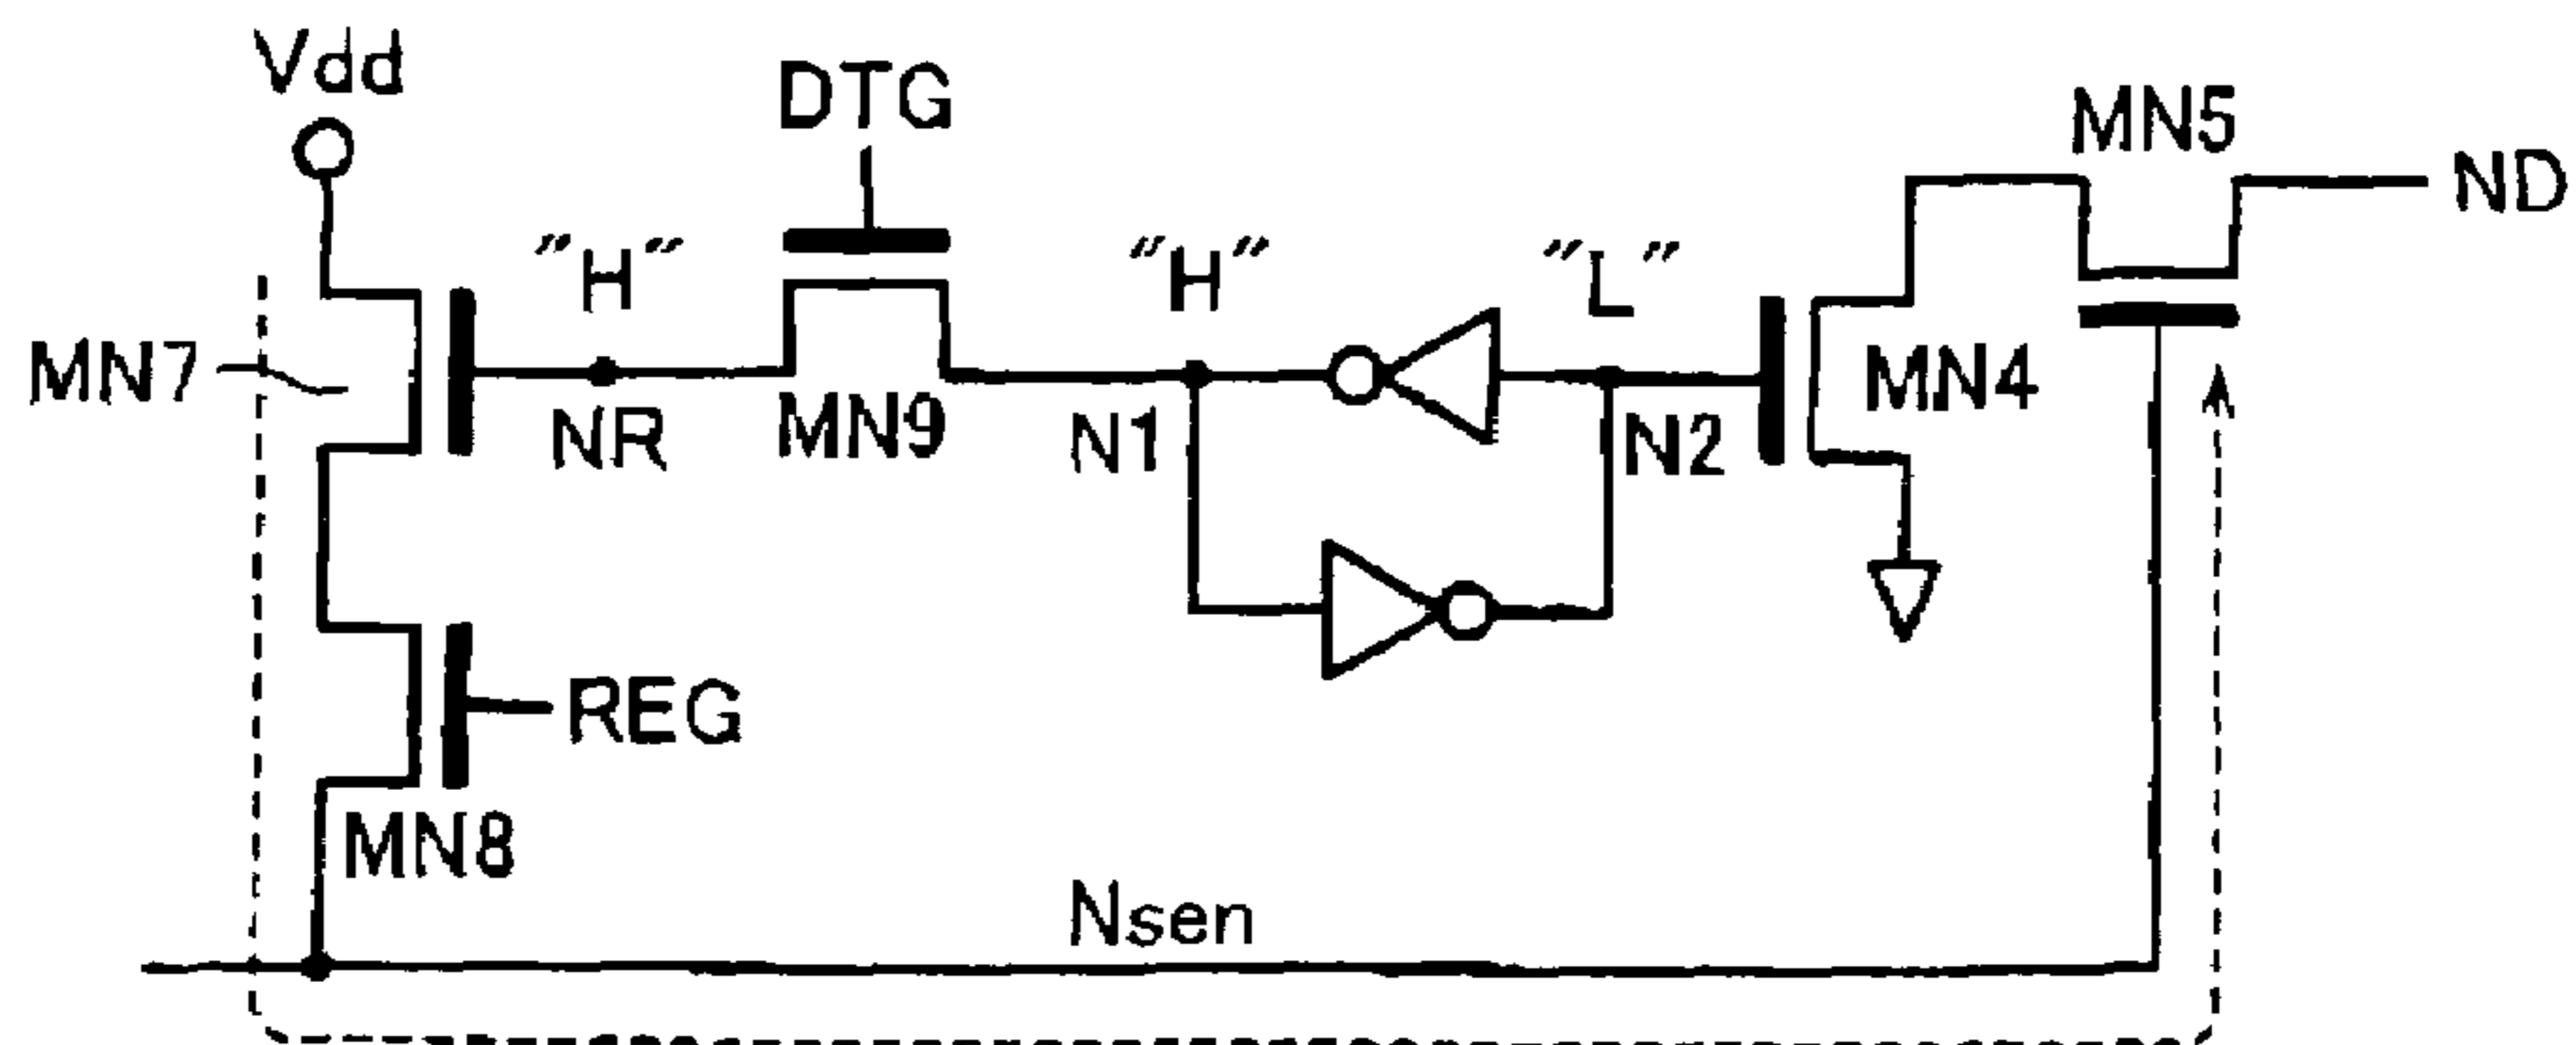 Vdd
DTG
MN5
ND
"H"
"H"
"L"
MN7
NR
MN9
N1
N2
MN4
REG
MN8
Nsen